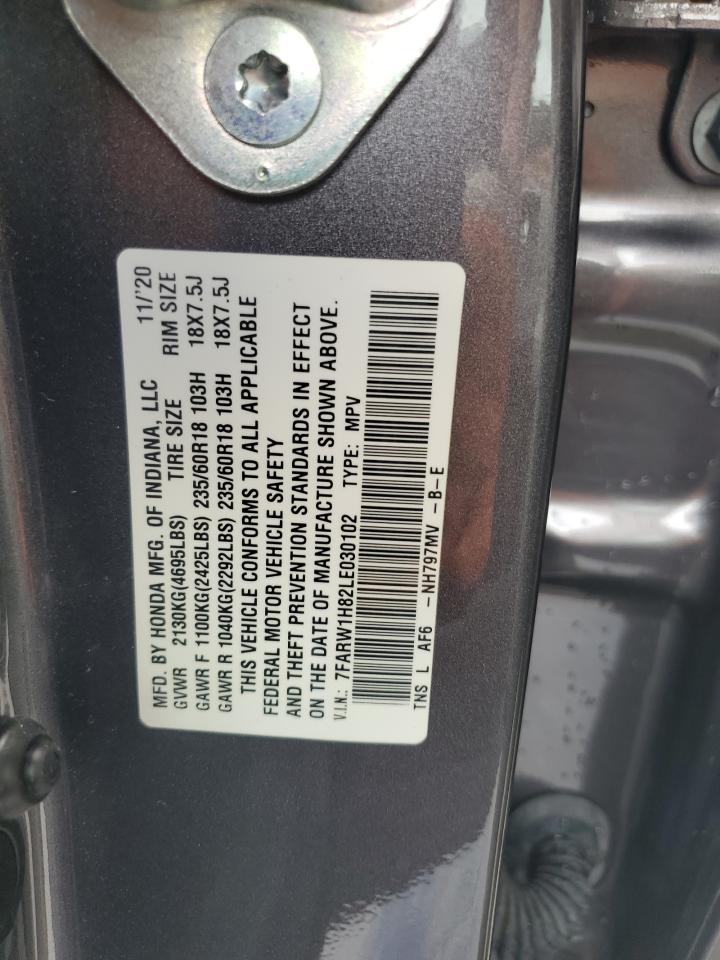 MFD. BY HONDA MFG. OF INDIANA, LLC 11/'20
GVWR 2130KG(4695LBS) TIRE SIZE RIM SIZE
GAWR F 1100KG(2425LBS) 235/60R18 103H 18X7.5J
GAWR R 1040KG(2292LBS) 235/60R18 103H 18X7.5J
THIS VEHICLE CONFORMS TO ALL APPLICABLE
FEDERAL MOTOR VEHICLE SAFETY
AND THEFT PREVENTION STANDARDS IN EFFECT
ON THE DATE OF MANUFACTURE SHOWN ABOVE.
V.I.N.: 7FARW1H82LE030102 TYPE: MPV
TNS L AF6 -NH797MV -B-E